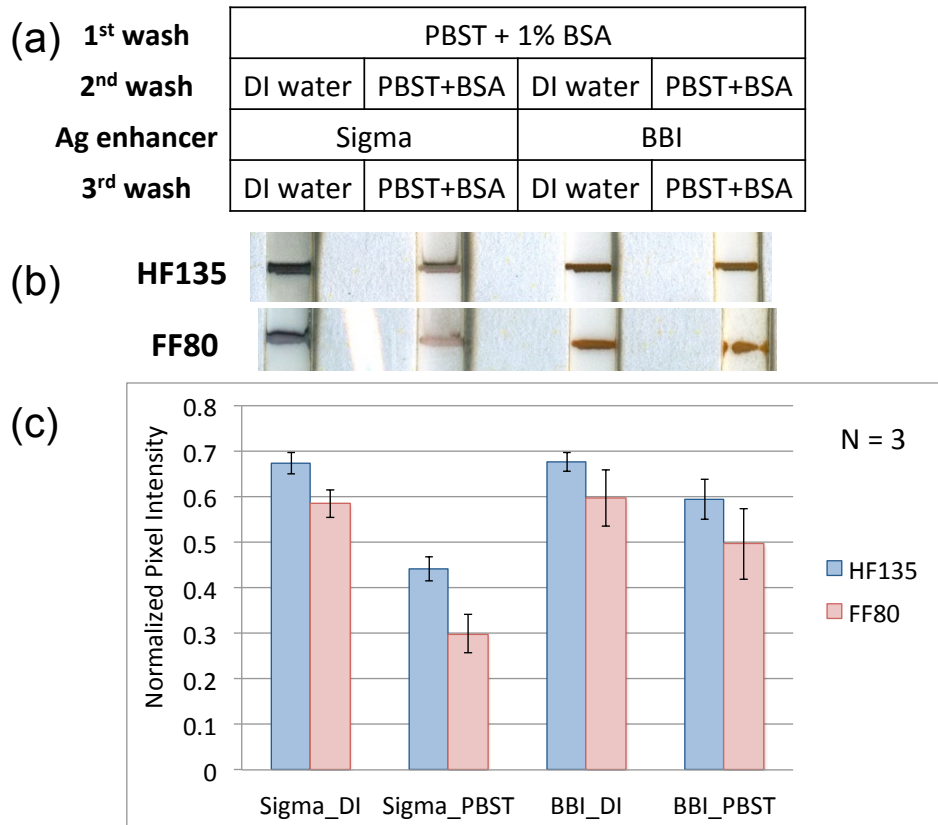 (a)
1st wash PBST + 1% BSA
2nd wash DI water PBST+BSA DI water PBST+BSA
Ag enhancer Sigma BBI
3rd wash DI water PBST+BSA DI water PBST+BSA
(b)
HF135
FF80
(c)
Normalized Pixel Intensity
0.8
0.7
0.6
0.5
0.4
0.3
0.2
0.1
0
N = 3
HF135
FF80
Sigma_DI Sigma_PBST BBI_DI BBI_PBST